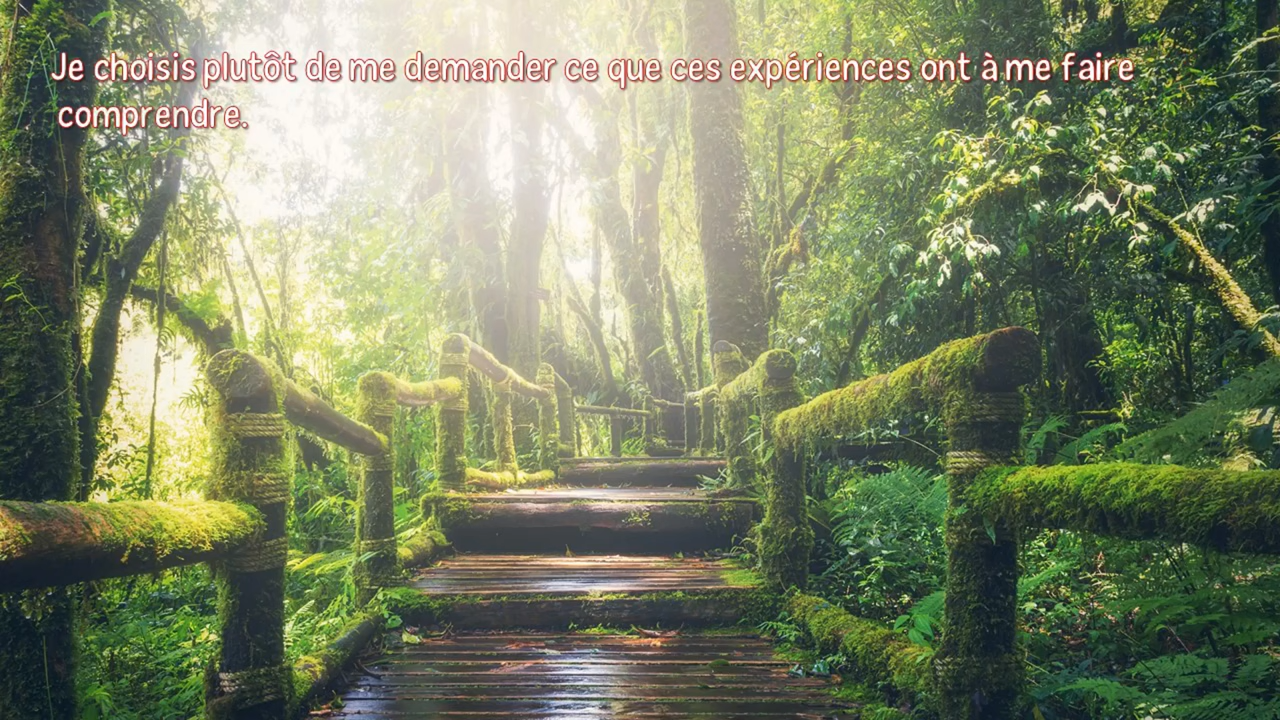 Je choisis plutôt de me demander ce que ces expériences ont à me faire
comprendre.